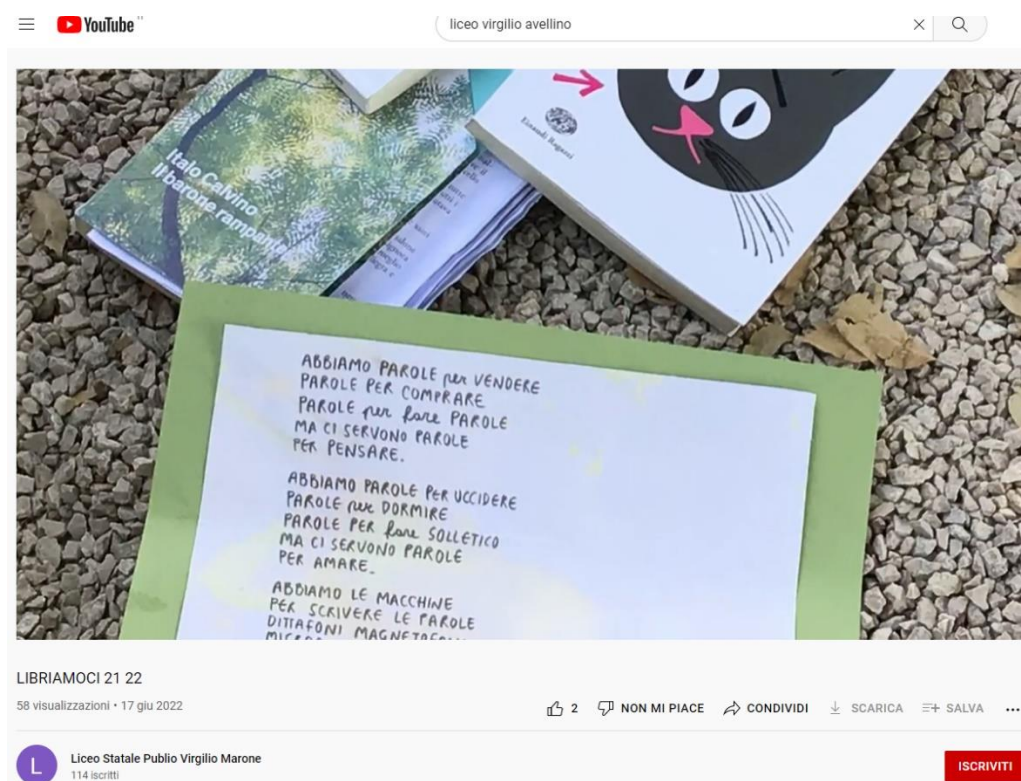 YouTube
IT
liceo virgilio avellino
Italo Calvino
Il barone rampante
Einaudi Ragazzi
ABBIAMO PAROLE per VENDERE
PAROLE PER COMPRARE
PAROLE per fare PAROLE
MA CI SERVONO PAROLE
PER PENSARE.
ABBIAMO PAROLE PER UCCIDERE
PAROLE per DORMIRE
PAROLE PER fare SOLLETICO
MA CI SERVONO PAROLE
PER AMARE.
ABBIAMO LE MACCHINE
PER SCRIVERE LE PAROLE
DITTAFONI
LIBRIAMOCI 21 22
58 visualizzazioni • 17 giu 2022
2 NON MI PIACE CONDIVIDI SCARICA SALVA ...
L
Liceo Statale Publio Virgilio Marone
114 iscritti
ISCRIVITI